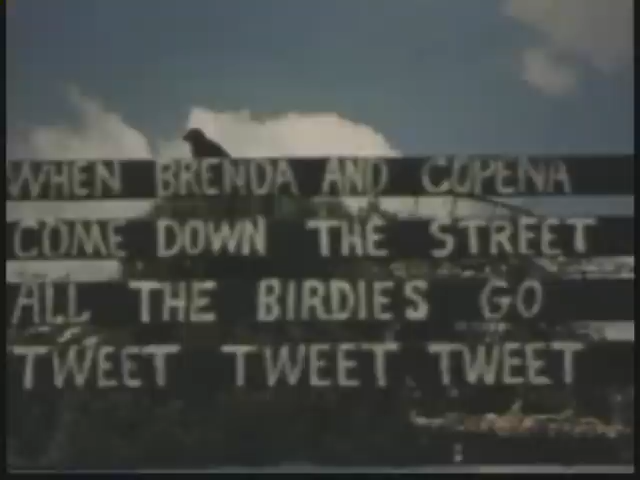 WHEN BRENDA AND COPENA
COME DOWN THE STREET
ALL THE BIRDIES GO
TWEET TWEET TWEET